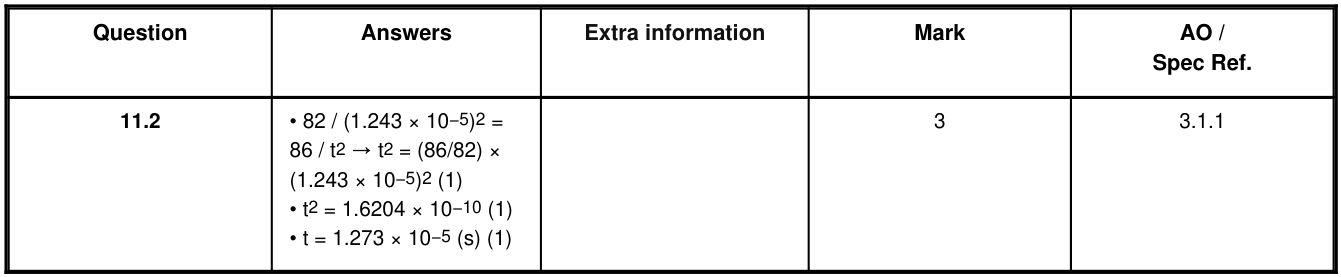 Question Answers Extra information Mark AO /
Spec Ref.
11.2 • 82 / (1.243 × 10−5)2 = 3 3.1.1
86 / t2 → t2 = (86/82) ×
(1.243 × 10−5)2 (1)
• t2 = 1.6204 × 10−10 (1)
• t = 1.273 × 10−5 (s) (1)